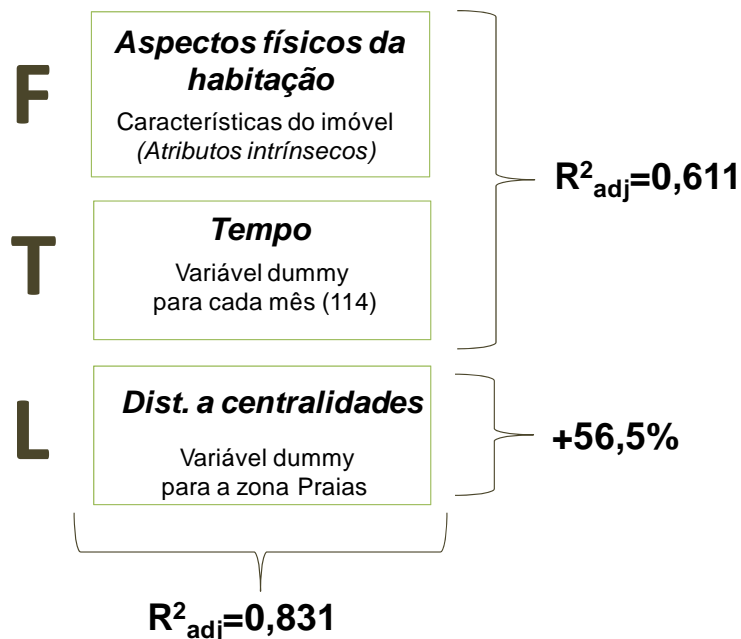 F
Aspectos físicos da
habitação
Características do imóvel
(Atributos intrínsecos)
R²adj=0,611
T
Tempo
Variável dummy
para cada mês (114)
L
Dist. a centralidades
Variável dummy
para a zona Praias
+56,5%
R²adj=0,831